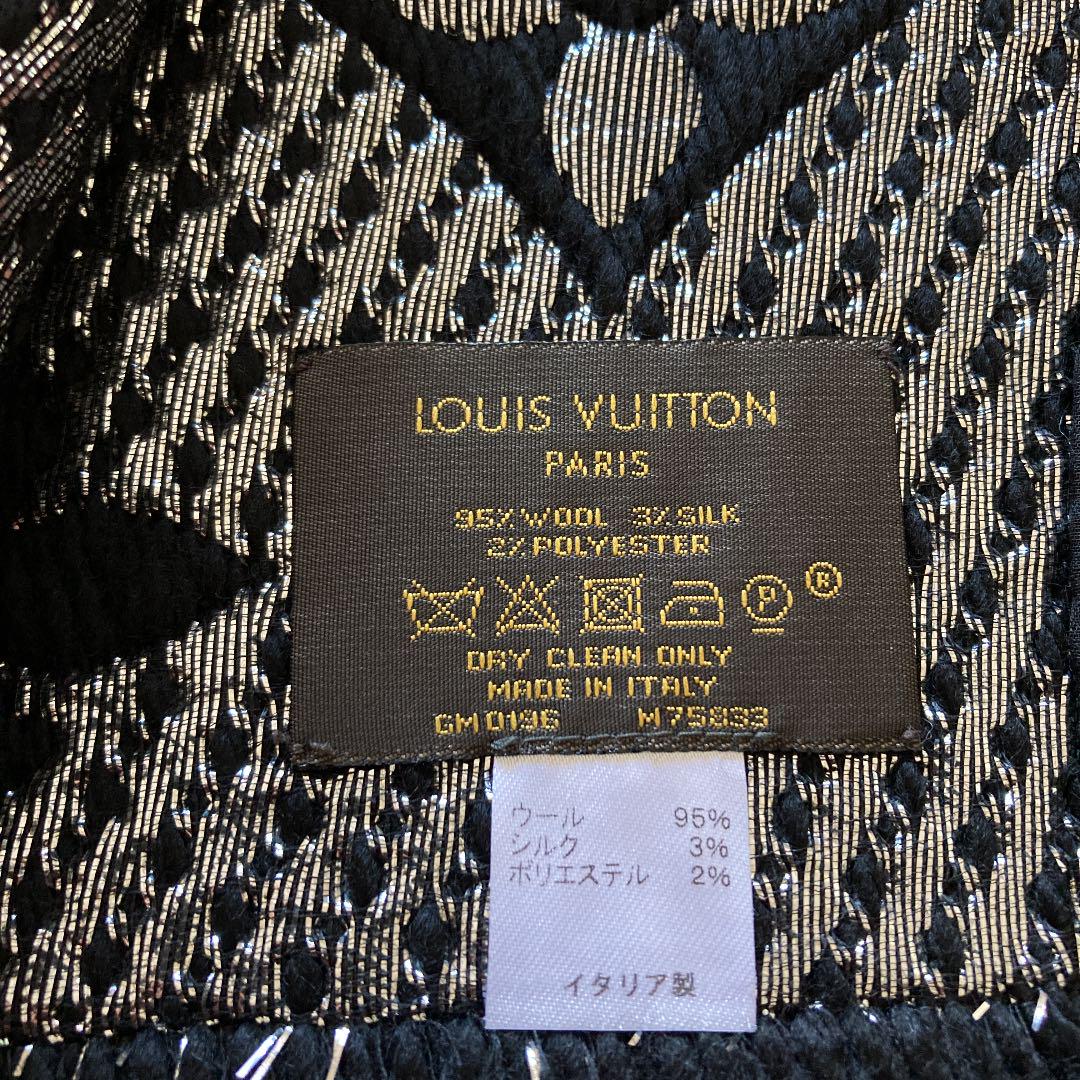 LOUIS VUITTON
PARIS
95% WOOL 3% SILK
2% POLYESTER
P ®
DRY CLEAN ONLY
MADE IN ITALY
GM0196 M75833
ウール 95%
シルク 3%
ポリエステル 2%
イタリア製